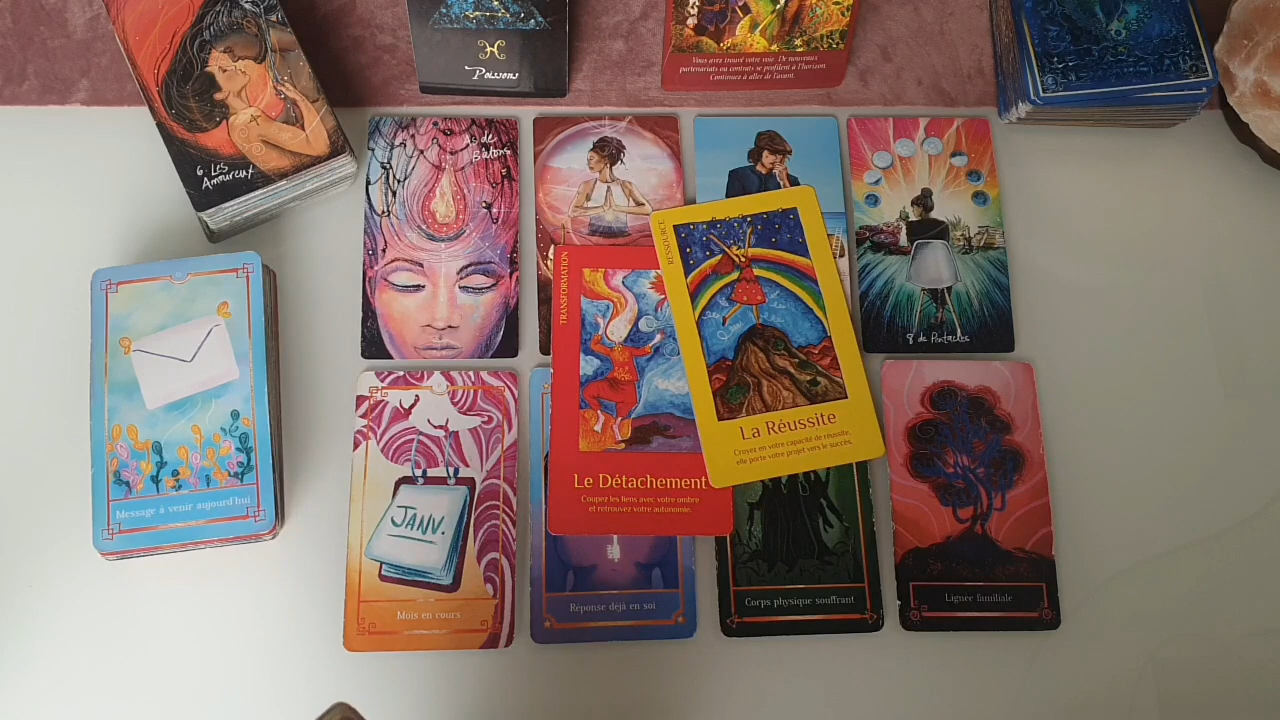 Poissons
Vous avez trouvé votre voie. De nouveaux
partenariats ou contrats se profilent à l'horizon
Continuez à aller de l'avant.
6. Les
Amoureux
As de
Bâtons
8 de Pentacles
RESSOURCE
La Réussite
Croyez en votre capacité de réussite,
elle porte votre projet vers le succès.
TRANSFORMATION
Le Détachement
Coupez les liens avec votre ombre
et retrouvez votre autonomie.
Message à venir aujourd'hui
JANV.
Mois en cours
Réponse déjà en soi
Corps physique souffrant
Lignée familiale